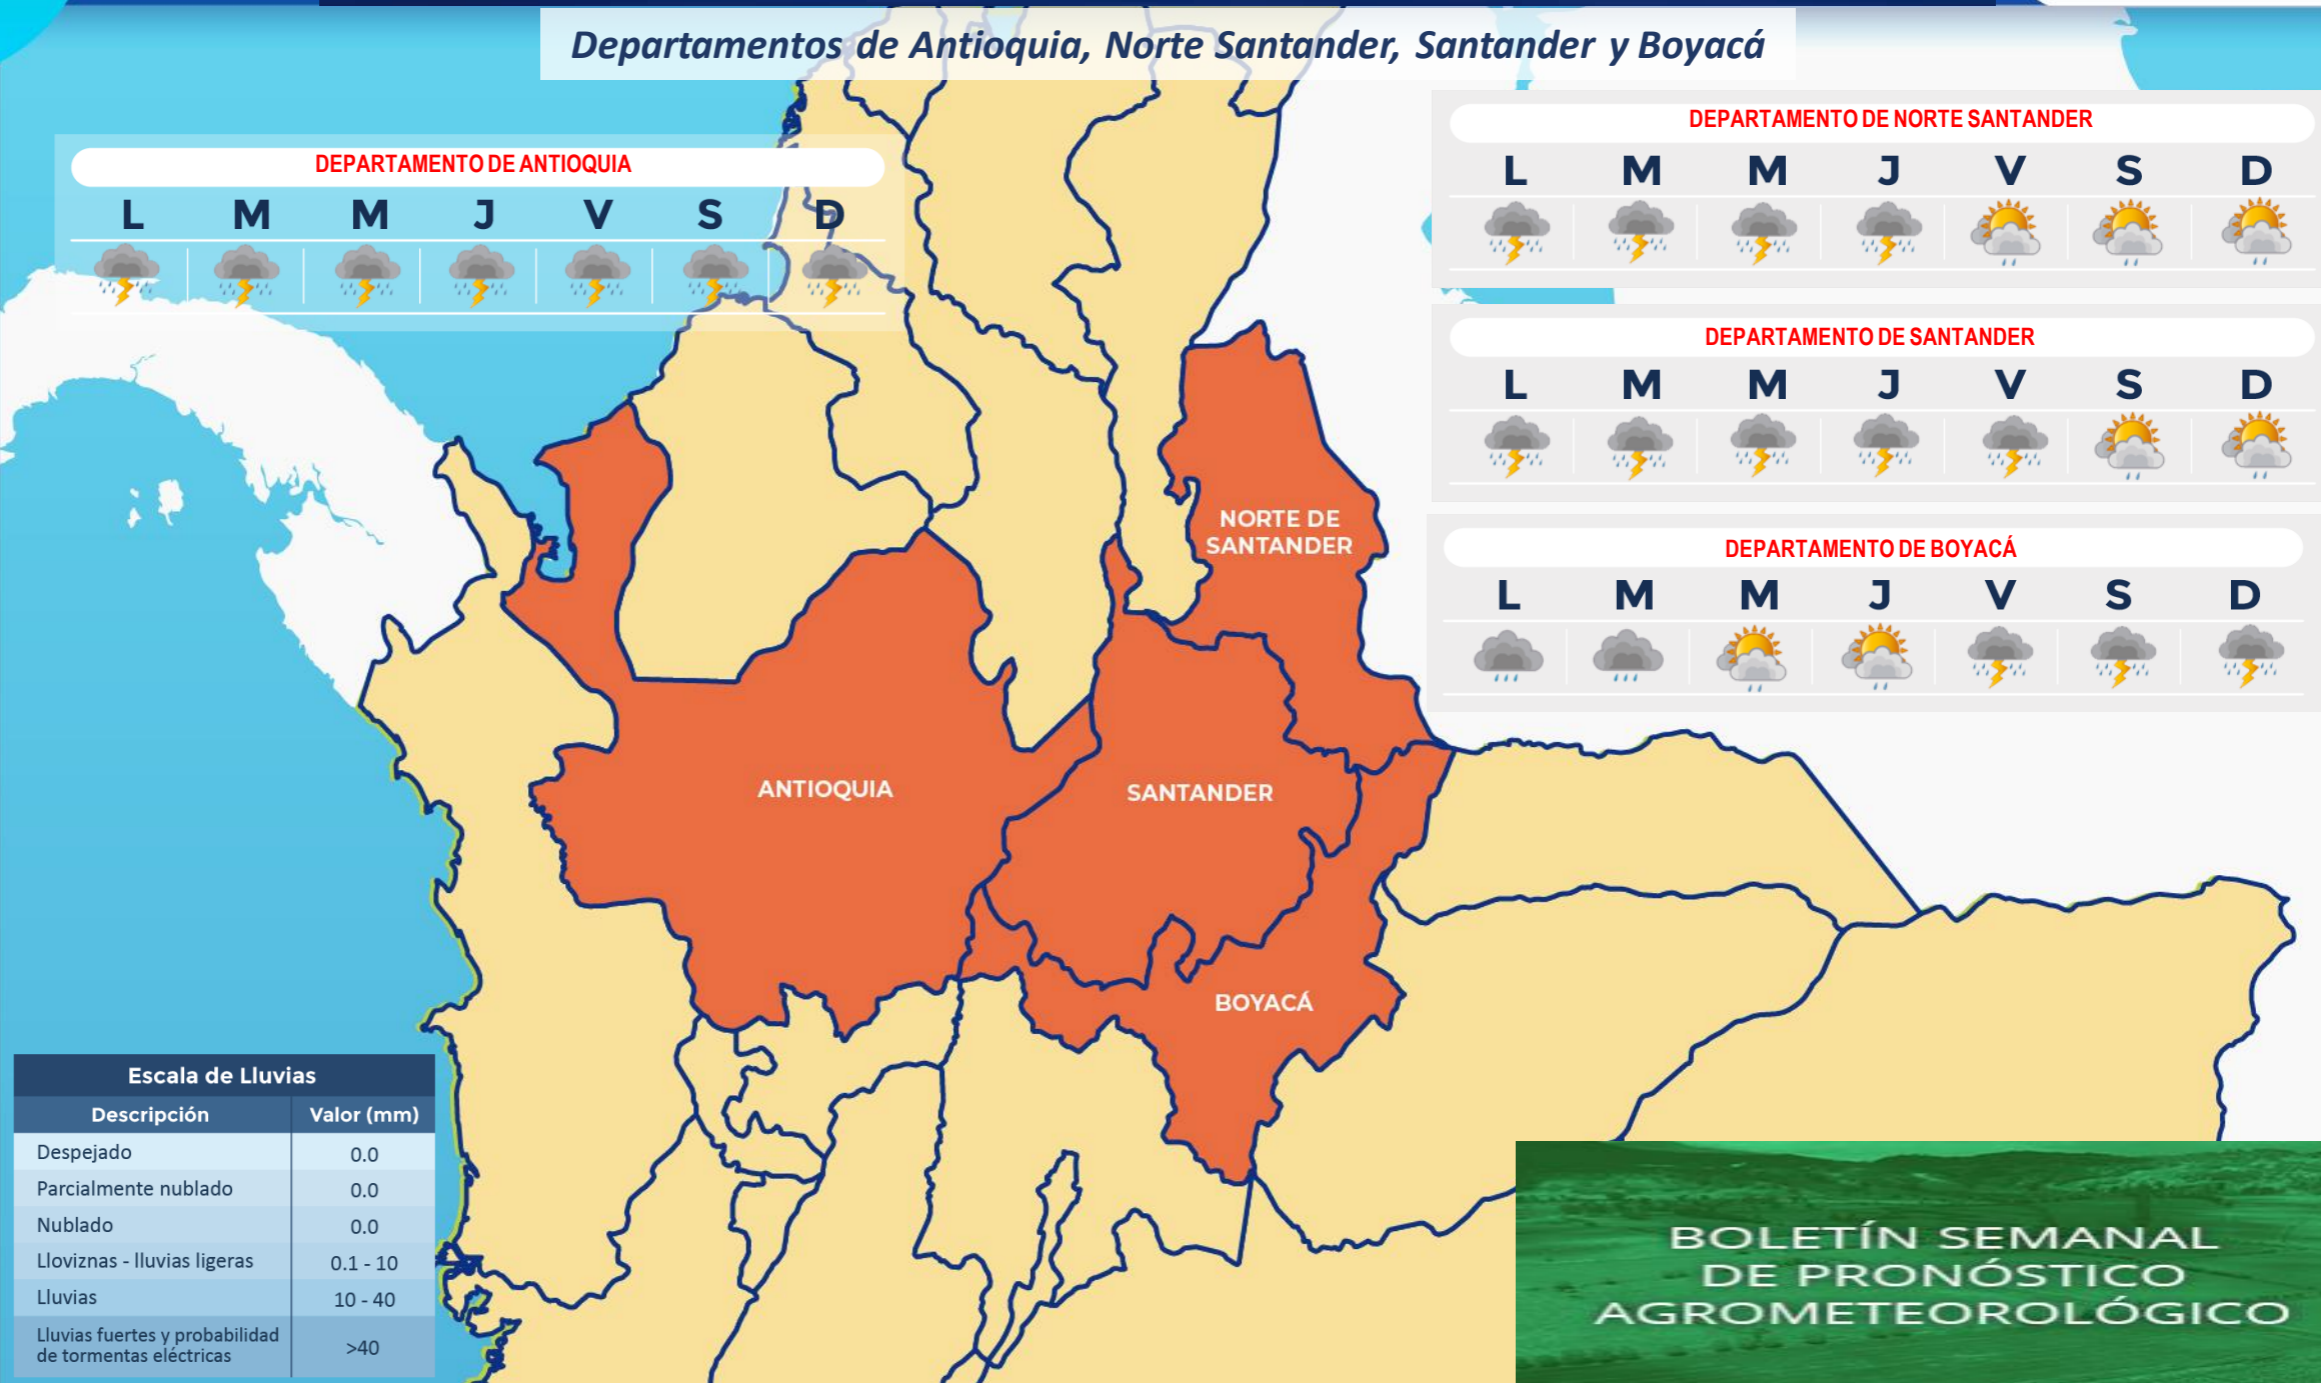 Departamentos de Antioquia, Norte Santander, Santander y Boyacá
DEPARTAMENTO DE ANTIOQUIA
L M M J V S D
DEPARTAMENTO DE NORTE SANTANDER
L M M J V S D
DEPARTAMENTO DE SANTANDER
L M M J V S D
DEPARTAMENTO DE BOYACÁ
L M M J V S D
NORTE DE
SANTANDER
ANTIOQUIA
SANTANDER
BOYACÁ
Escala de Lluvias
Descripción Valor (mm)
Despejado 0.0
Parcialmente nublado 0.0
Nublado 0.0
Lloviznas - lluvias ligeras 0.1 - 10
Lluvias 10 - 40
Lluvias fuertes y probabilidad
de tormentas eléctricas >40
BOLETÍN SEMANAL
DE PRONÓSTICO
AGROMETEOROLÓGICO